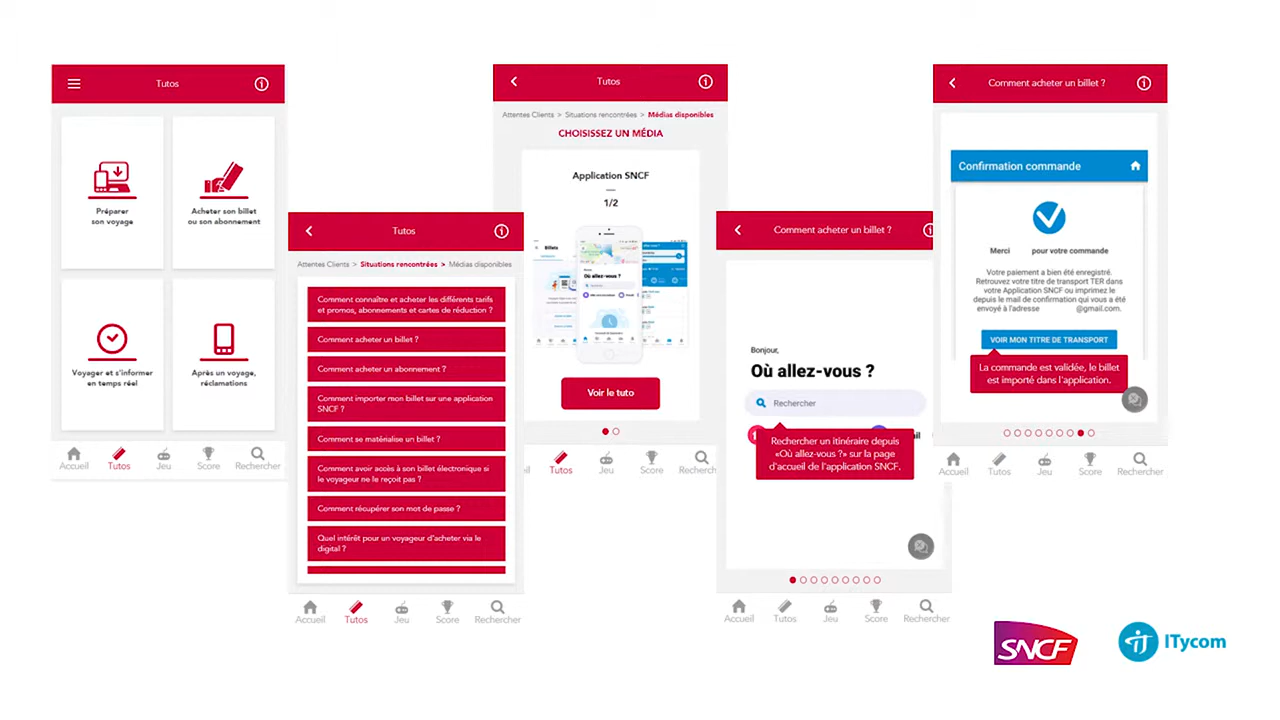 Tutos
Préparer
son voyage
Acheter son billet
ou son abonnement
Voyager et s'informer
en temps réel
Après un voyage,
réclamations
Accueil Tutos Jeu Score Rechercher
Tutos
Attentes Clients > Situations rencontrées > Médias disponibles
Comment connaître et acheter les différents tarifs
et promos, abonnements et cartes de réduction ?
Comment acheter un billet ?
Comment acheter un abonnement ?
Comment importer mon billet sur une application
SNCF ?
Comment se matérialise un billet ?
Comment avoir accès à son billet électronique si
le voyageur ne le reçoit pas ?
Comment récupérer son mot de passe ?
Quel intérêt pour un voyageur d'acheter via le
digital ?
Accueil Tutos Jeu Score Rechercher
Tutos
Attentes Clients > Situations rencontrées > Médias disponibles
CHOISISSEZ UN MÉDIA
Application SNCF
1/2
Billets
Où allez-vous ?
Voir le tuto
Tutos Jeu Score Recherch
Comment acheter un billet ?
Bonjour,
Où allez-vous ?
Rechercher
Rechercher un itinéraire depuis
«Où allez-vous ?» sur la page
d'accueil de l'application SNCF.
Accueil Tutos Jeu Score Rechercher
Comment acheter un billet ?
Confirmation commande
Merci pour votre commande
Votre paiement a bien été enregistré.
Retrouvez votre titre de transport TER dans
votre Application SNCF ou imprimez le
depuis le mail de confirmation qui vous a été
envoyé à l'adresse @gmail.com.
VOIR MON TITRE DE TRANSPORT
La commande est validée, le billet
est importé dans l'application.
Accueil Tutos Jeu Score Rechercher
SNCF
ITycom